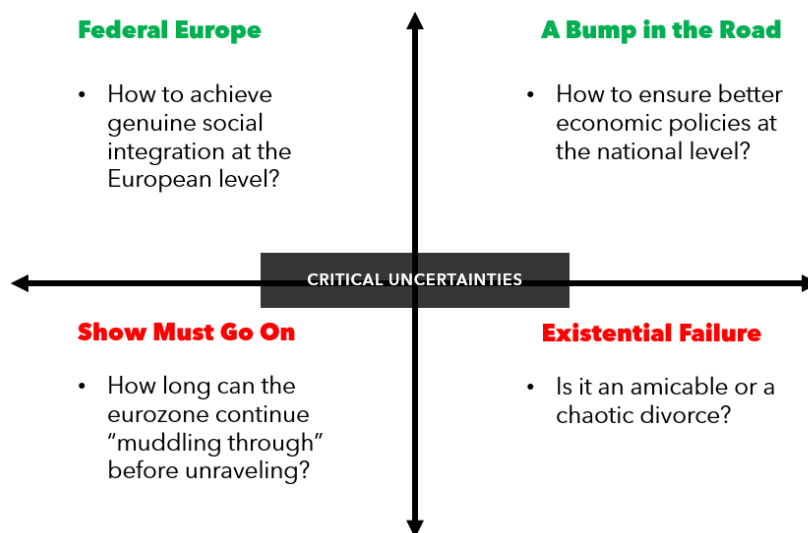 Federal Europe
• How to achieve
genuine social
integration at the
European level?
A Bump in the Road
• How to ensure better
economic policies at
the national level?
CRITICAL UNCERTAINTIES
Show Must Go On
• How long can the
eurozone continue
“muddling through”
before unraveling?
Existential Failure
• Is it an amicable or a
chaotic divorce?